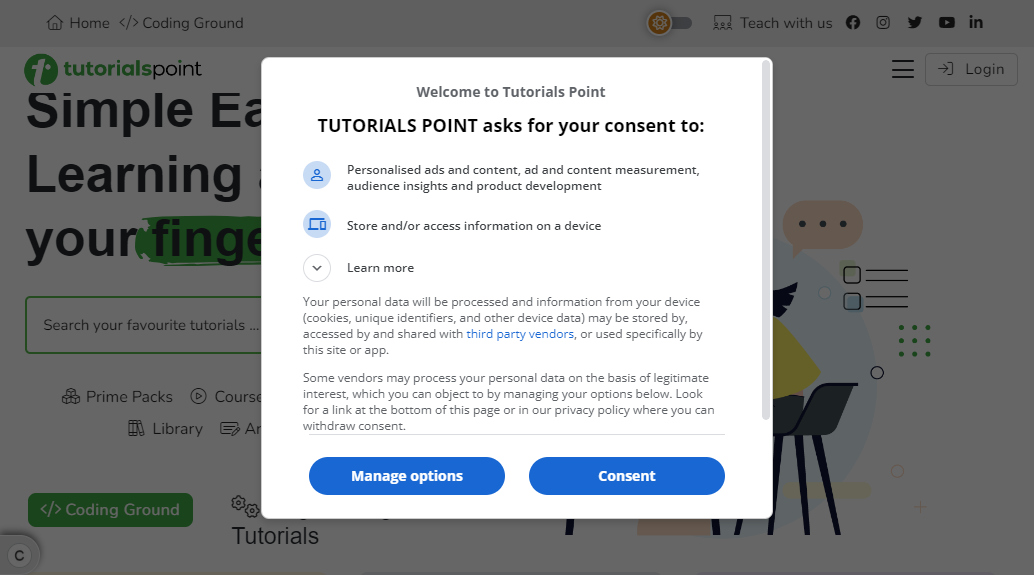 Home </> Coding Ground
Teach with us
tutorialspoint
Login
Simple Ea
Learning
your finge
Search your favourite tutorials ...
Prime Packs
Course
Library
Ar
</> Coding Ground
Tutorials
C
Welcome to Tutorials Point
TUTORIALS POINT asks for your consent to:
Personalised ads and content, ad and content measurement,
audience insights and product development
Store and/or access information on a device
Learn more
Your personal data will be processed and information from your device
(cookies, unique identifiers, and other device data) may be stored by,
accessed by and shared with third party vendors, or used specifically by
this site or app.
Some vendors may process your personal data on the basis of legitimate
interest, which you can object to by managing your options below. Look
for a link at the bottom of this page or in our privacy policy where you can
withdraw consent.
Manage options
Consent